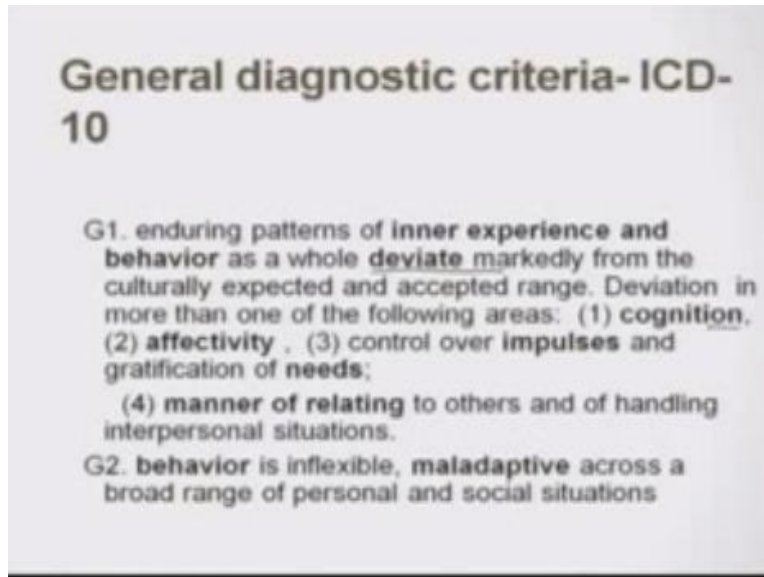 General diagnostic criteria- ICD-
10
G1. enduring patterns of inner experience and
behavior as a whole deviate markedly from the
culturally expected and accepted range. Deviation in
more than one of the following areas: (1) cognition,
(2) affectivity , (3) control over impulses and
gratification of needs;
(4) manner of relating to others and of handling
interpersonal situations.
G2. behavior is inflexible, maladaptive across a
broad range of personal and social situations